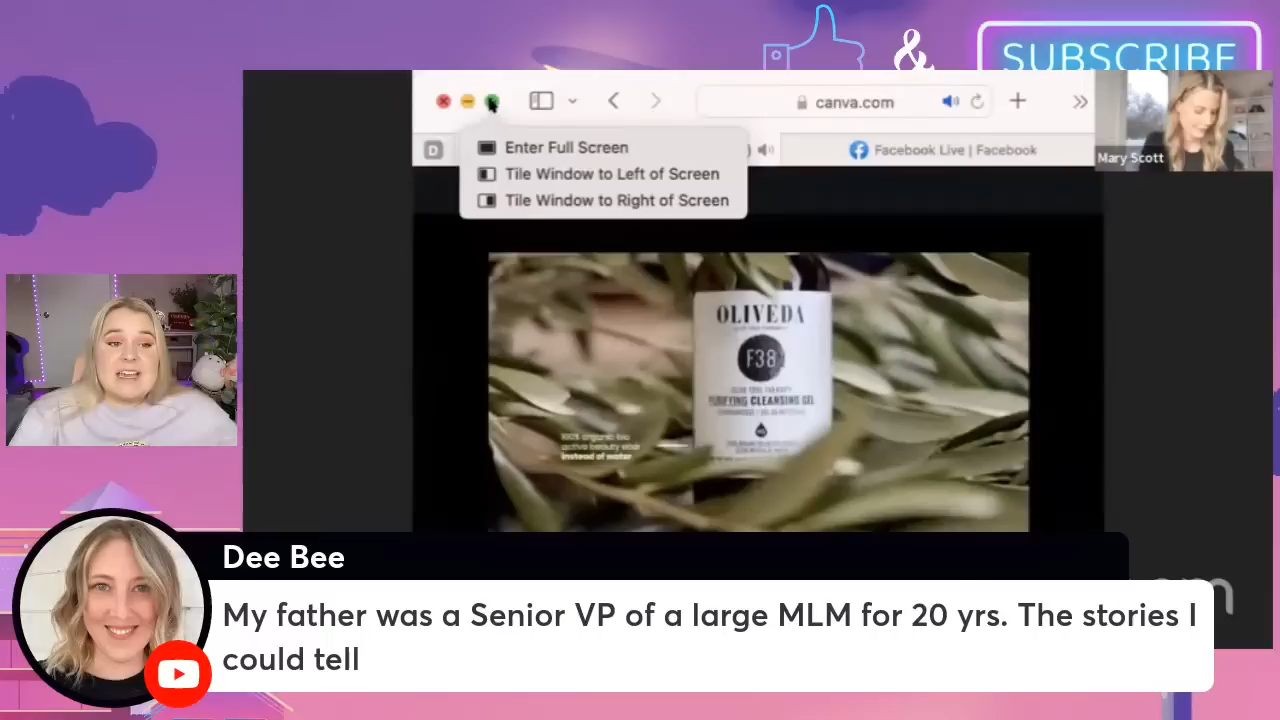 &
SUBSCRIBE
canva.com
D
Facebook Live | Facebook
Mary Scott
Enter Full Screen
Tile Window to Left of Screen
Tile Window to Right of Screen
OLIVEDA
F38
CLEANSING GEL
instead of water
Dee Bee
My father was a Senior VP of a large MLM for 20 yrs. The stories I
could tell